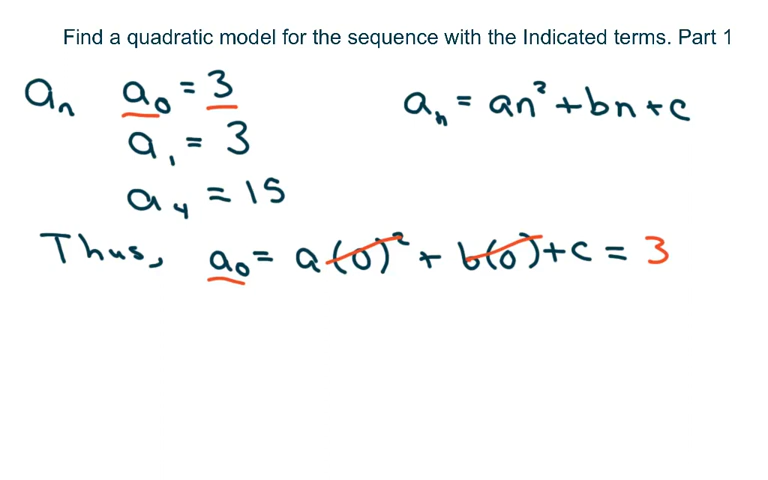 Find a quadratic model for the sequence with the Indicated terms. Part 1
aₙ a₀ = 3 aₙ = an² + bn + c
a₁ = 3
a₄ = 15
Thus, a₀ = a(0)² + b(0) + c = 3